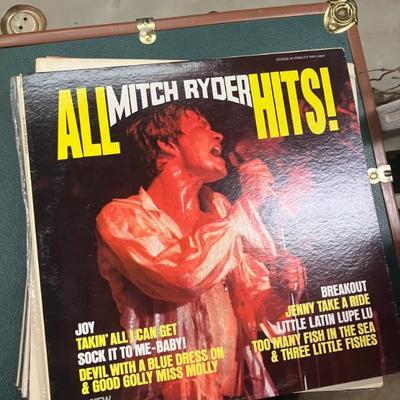 STEREO
ALL MITCH RYDER HITS!
JOY
TAKIN' ALL I CAN GET
SOCK IT TO ME-BABY!
DEVIL WITH A BLUE DRESS ON
& GOOD GOLLY MISS MOLLY
BREAKOUT
JENNY TAKE A RIDE
LITTLE LATIN LUPE LU
TOO MANY FISH IN THE SEA
& THREE LITTLE FISHES